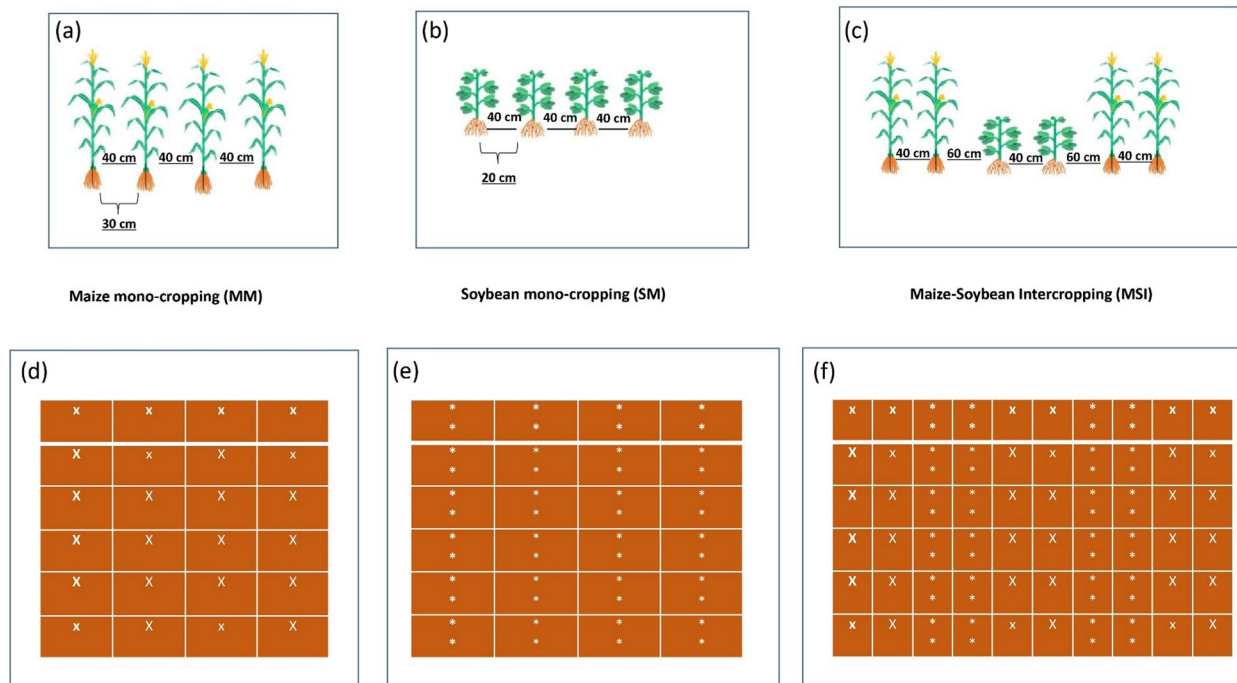 (a)
40 cm 40 cm 40 cm
30 cm
(b)
40 cm 40 cm 40 cm
20 cm
(c)
40 cm 60 cm 40 cm 60 cm 40 cm
Maize mono-cropping (MM)
Soybean mono-cropping (SM)
Maize-Soybean Intercropping (MSI)
(d)
x x x x
X x X x
X X X X
X X X X
X X X X
x X x X
(e)
* * * *
* * * *
* * * *
* * * *
* * * *
* * * *
* * * *
* * * *
* * * *
* * * *
* * * *
* * * *
(f)
x x * * x x * * x x
* * * *
X x * * X x * * X x
* * * *
X X * * X X * * X X
* * * *
X X * * X X * * X X
* * * *
X X * * X X * * X X
* * * *
x X * * x X * * x X
* * * *